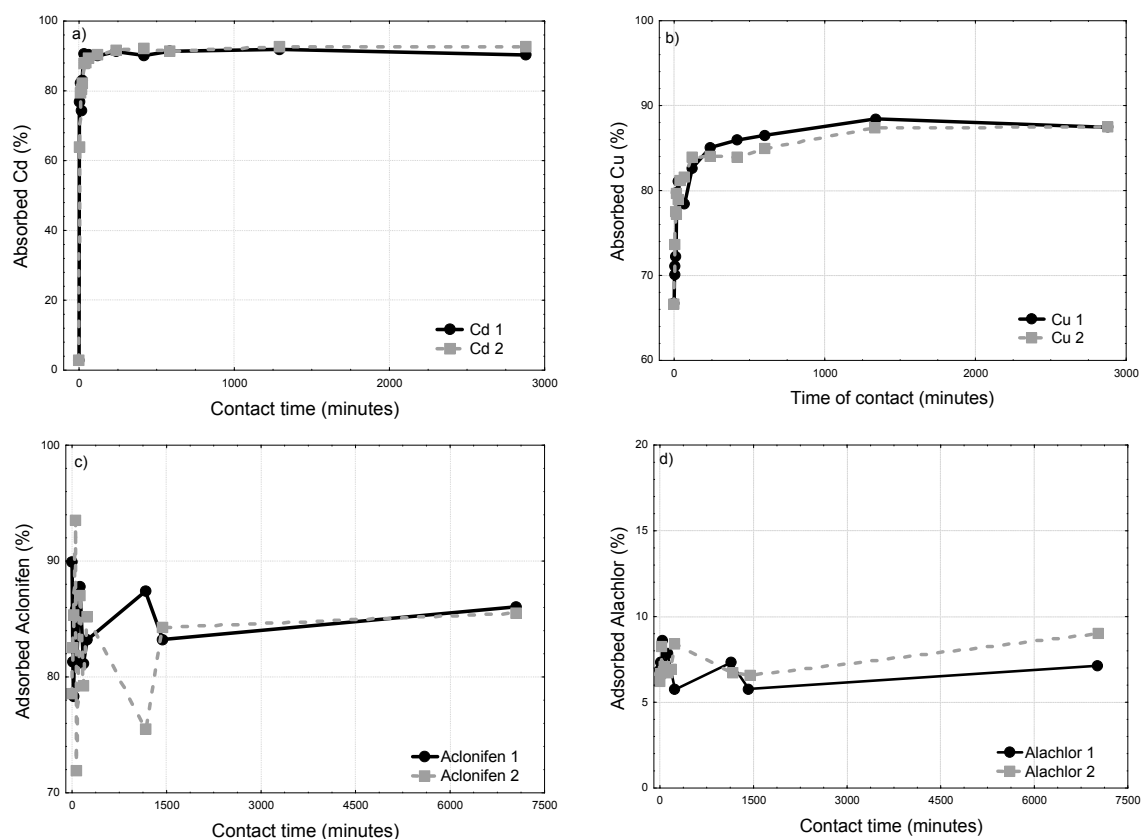 a)
Absorbed Cd (%)
100
80
60
40
20
0
Cd 1
Cd 2
0 1000 2000 3000
Contact time (minutes)
b)
Absorbed Cu (%)
100
90
80
70
60
Cu 1
Cu 2
0 1000 2000 3000
Time of contact (minutes)
c)
Adsorbed Aclonifen (%)
100
90
80
70
Aclonifen 1
Aclonifen 2
0 1500 3000 4500 6000 7500
Contact time (minutes)
d)
Adsorbed Alachlor (%)
20
15
10
5
0
Alachlor 1
Alachlor 2
0 1500 3000 4500 6000 7500
Contact time (minutes)